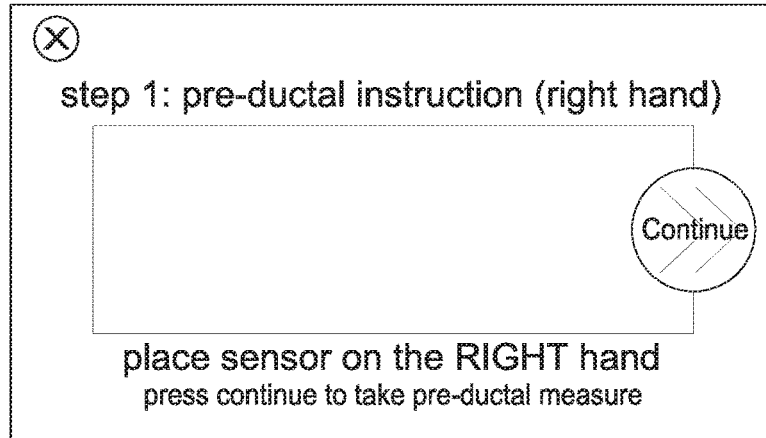 X
step 1: pre-ductal instruction (right hand)
Continue
place sensor on the RIGHT hand
press continue to take pre-ductal measure